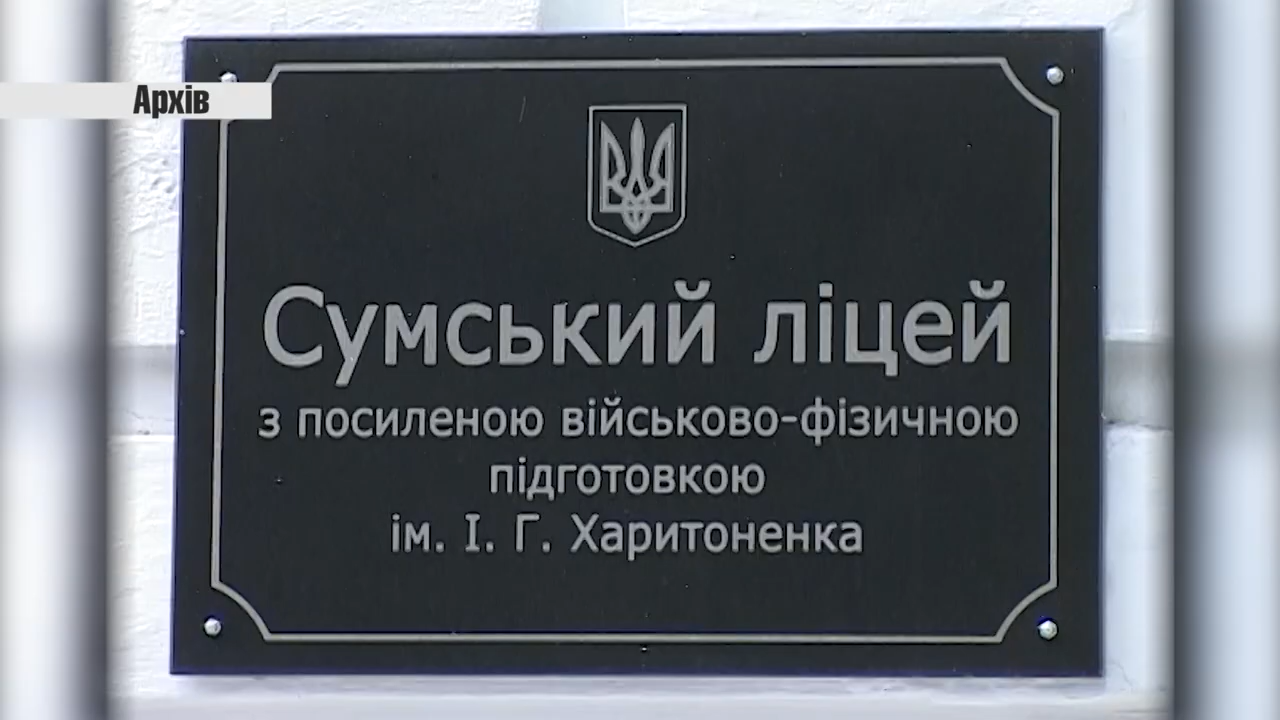 Архів
Сумський ліцей
з посиленою військово-фізичною
підготовкою
ім. І. Г. Харитоненка